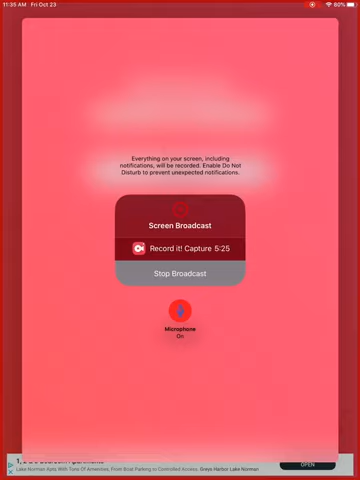 11:35 AM Fri Oct 23
80%
Everything on your screen, including
notifications, will be recorded. Enable Do Not
Disturb to prevent unexpected notifications.
Screen Broadcast
Record it! Capture 5:25
Stop Broadcast
Microphone
On
Lake Norman Apts With Tons Of Amenities, From Boat Parking to Controlled Access. Greys Harbor Lake Norman
OPEN